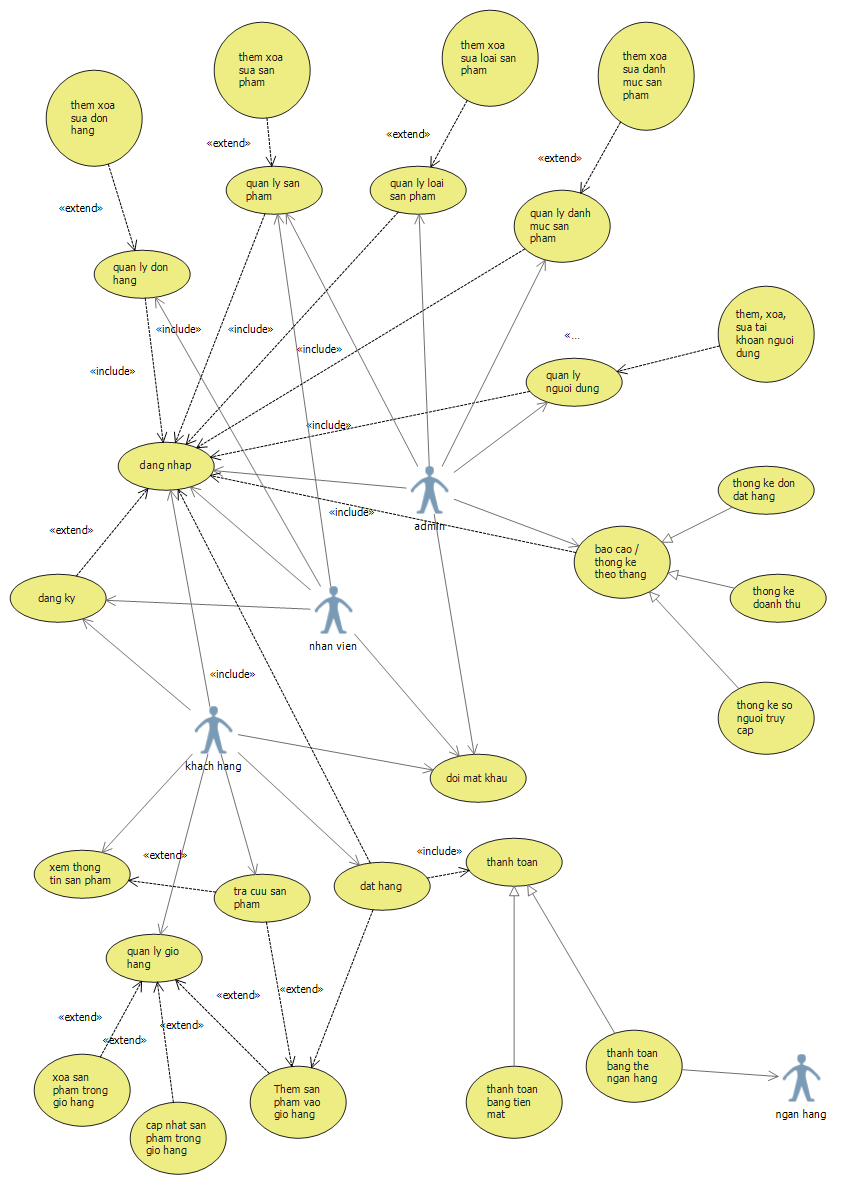 them xoa
sua don
hang
them xoa
sua san
pham
them xoa
sua loai san
pham
them xoa
sua danh
muc san
pham
«extend»
«extend»
«extend»
«extend»
quan ly san
pham
quan ly loai
san pham
quan ly danh
muc san
pham
quan ly don
hang
«include»
«include»
«include»
«include»
«...
them, xoa,
sua tai
khoan nguoi
dung
quan ly
nguoi dung
«include»
dang nhap
admin
«include»
thong ke don
dat hang
bao cao /
thong ke
theo thang
thong ke
doanh thu
thong ke so
nguoi truy
cap
«extend»
dang ky
nhan vien
«include»
khach hang
doi mat khau
xem thong
tin san pham
«extend»
tra cuu san
pham
dat hang
«include»
thanh toan
quan ly gio
hang
«extend»
«extend»
«extend»
«extend»
«extend»
xoa san
pham trong
gio hang
cap nhat san
pham trong
gio hang
Them san
pham vao
gio hang
thanh toan
bang tien
mat
thanh toan
bang the
ngan hang
ngan hang